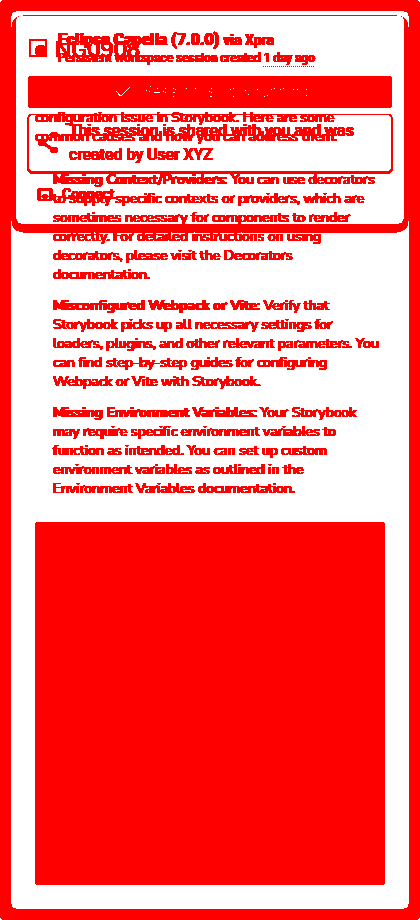 Eclipse Capella (7.0.0) via Xpra
NG0908
Persistent workspace session created 1 day ago
configuration issue in Storybook. Here are some
common causes and how you can address them:
This session is shared with you and was
created by User XYZ
Missing Context/Providers: You can use decorators
Connect
to supply specific contexts or providers, which are
sometimes necessary for components to render
correctly. For detailed instructions on using
decorators, please visit the Decorators
documentation.
Misconfigured Webpack or Vite: Verify that
Storybook picks up all necessary settings for
loaders, plugins, and other relevant parameters. You
can find step-by-step guides for configuring
Webpack or Vite with Storybook.
Missing Environment Variables: Your Storybook
may require specific environment variables to
function as intended. You can set up custom
environment variables as outlined in the
Environment Variables documentation.